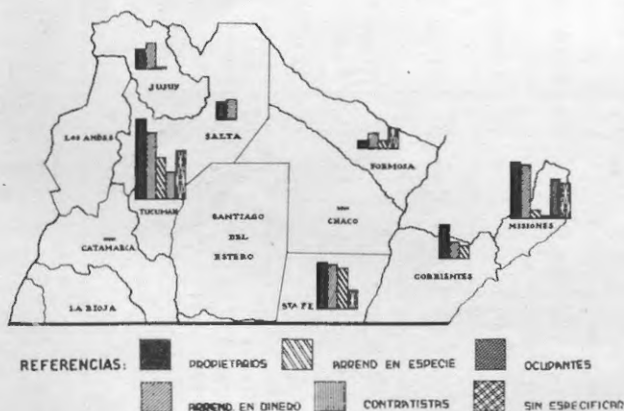 JUJUY
LOS ANDES
SALTA
FORMOSA
TUCUMAN
MISIONES
SANTIAGO
DEL
ESTERO
CHACO
CATAMARCA
CORRIENTES
LA RIOJA
STA FE
REFERENCIAS: PROPIETARIOS ARREND EN ESPECIE OCUPANTES
ARREND. EN DINERO CONTRATISTAS SIN ESPECIFICAR